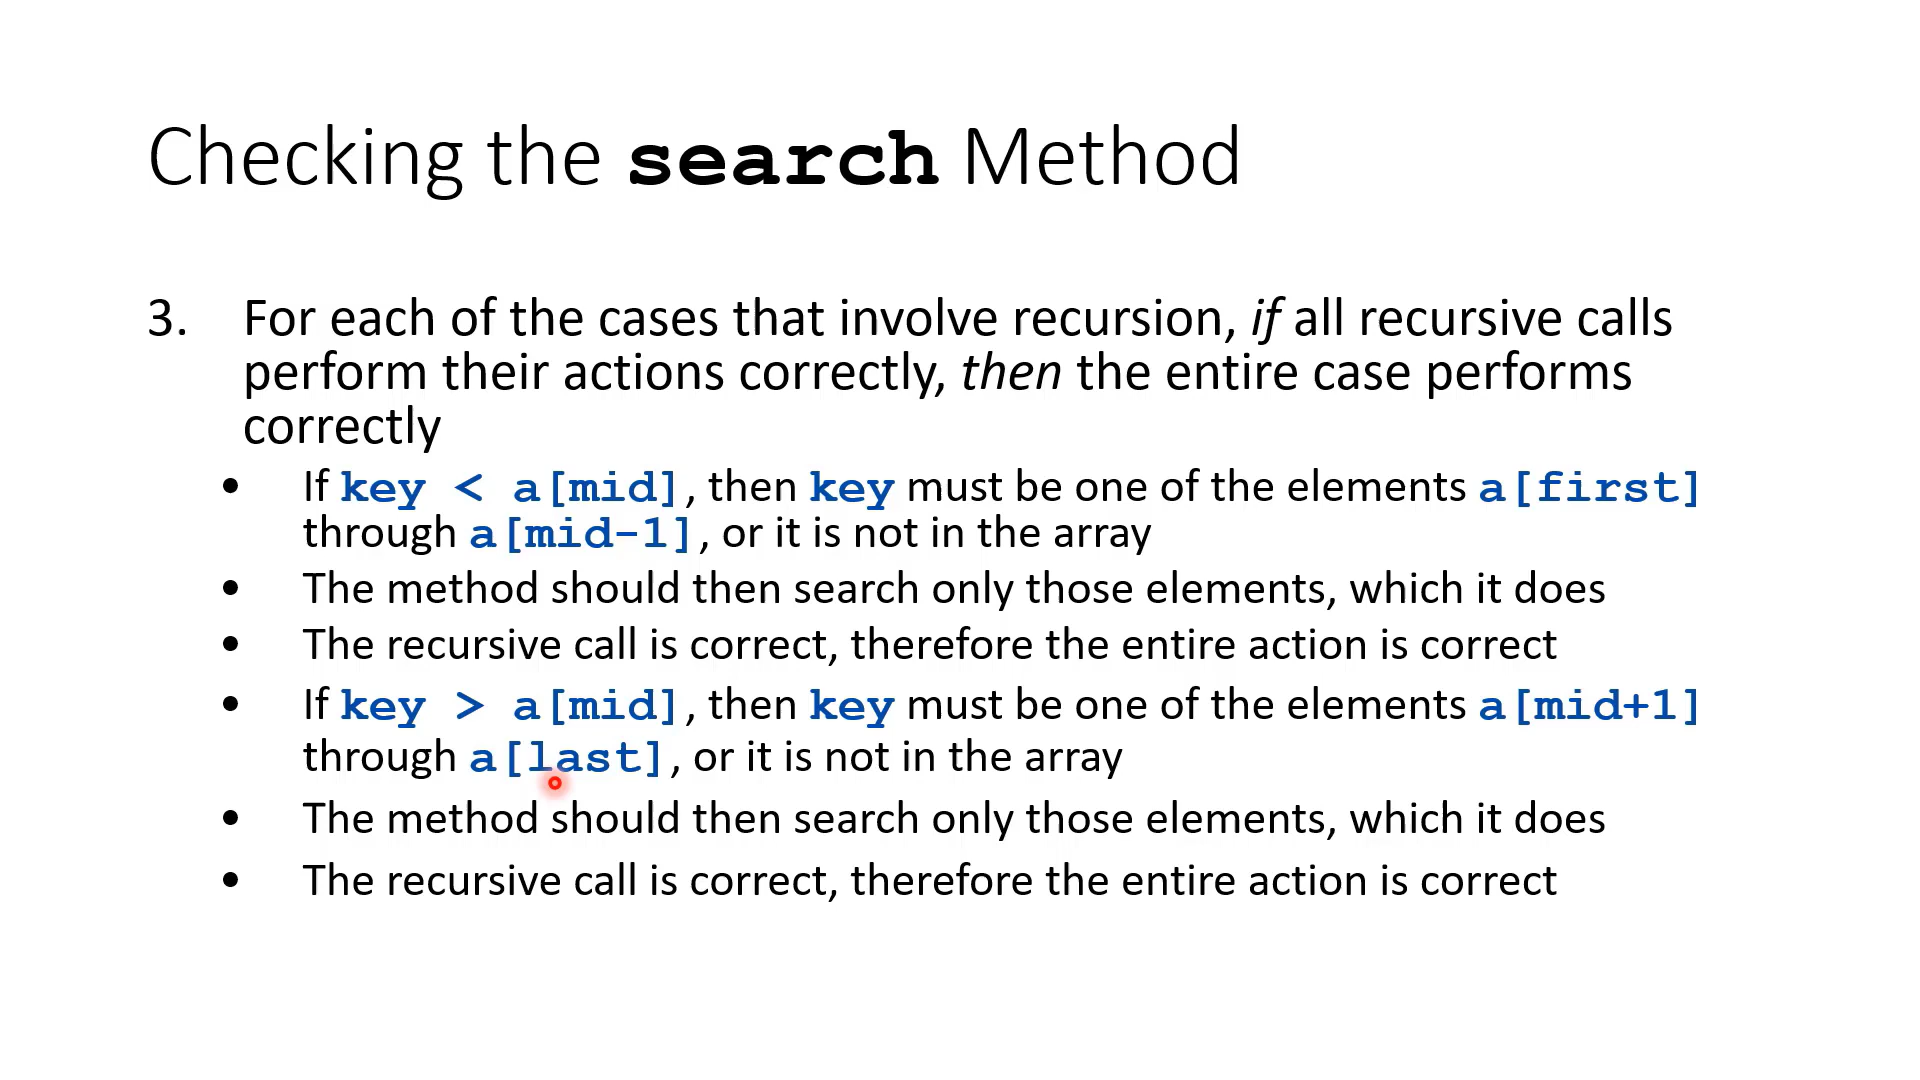 Checking the search Method
3. For each of the cases that involve recursion, if all recursive calls
perform their actions correctly, then the entire case performs
correctly
• If key < a[mid], then key must be one of the elements a[first]
through a[mid-1], or it is not in the array
• The method should then search only those elements, which it does
• The recursive call is correct, therefore the entire action is correct
• If key > a[mid], then key must be one of the elements a[mid+1]
through a[last], or it is not in the array
• The method should then search only those elements, which it does
• The recursive call is correct, therefore the entire action is correct